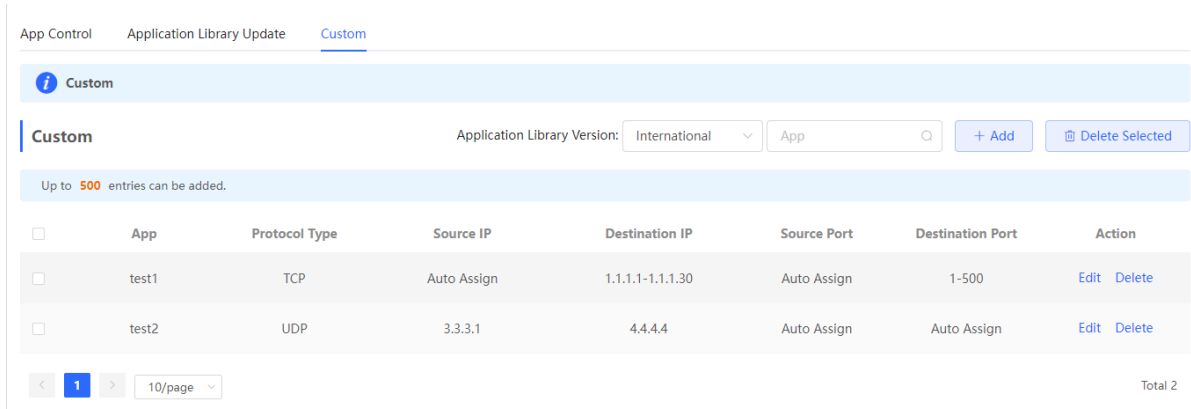 App Control Application Library Update Custom
Custom
Custom Application Library Version: International App + Add Delete Selected
Up to 500 entries can be added.
App Protocol Type Source IP Destination IP Source Port Destination Port Action
test1 TCP Auto Assign 1.1.1.1-1.1.1.30 Auto Assign 1-500 Edit Delete
test2 UDP 3.3.3.1 4.4.4.4 Auto Assign Auto Assign Edit Delete
< 1 > 10/page Total 2